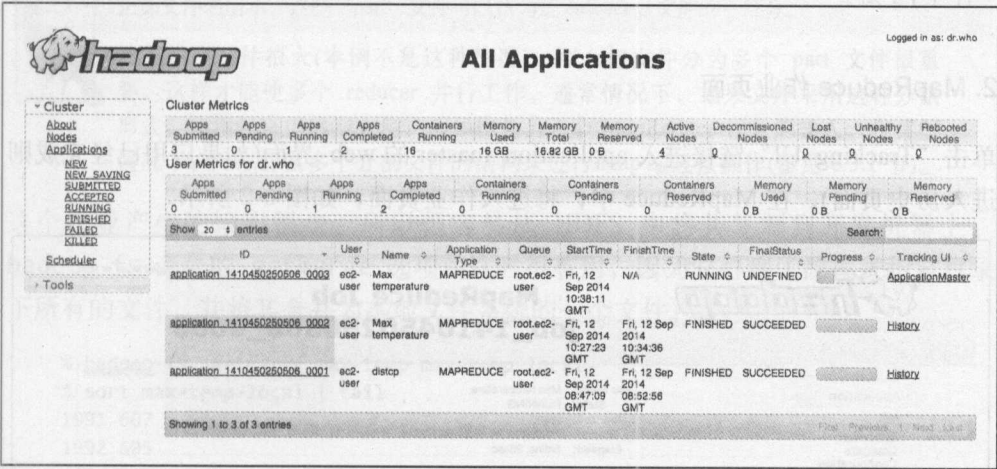 hadoop
All Applications
Logged in as: dr.who
Cluster
About
Nodes
Applications
NEW
NEW SAVING
SUBMITTED
ACCEPTED
RUNNING
FINISHED
FAILED
KILLED
Scheduler
Tools
Cluster Metrics
Apps Submitted Apps Pending Apps Running Apps Completed Containers Running Memory Used Memory Total Memory Reserved Active Nodes Decommissioned Nodes Lost Nodes Unhealthy Nodes Rebooted Nodes
3 0 1 2 16 16 GB 16.82 GB 0 B 4 0 0 0 0
User Metrics for dr.who
Apps Submitted Apps Pending Apps Running Apps Completed Containers Running Containers Pending Containers Reserved Memory Used Memory Pending Memory Reserved
0 0 1 2 0 0 0 0 B 0 B 0 B
Show 20 entries
Search:
ID User Name Application Type Queue StartTime FinishTime State FinalStatus Progress Tracking UI
application_1410450250506_0003 ec2-user Max temperature MAPREDUCE root.ec2-user Fri, 12 Sep 2014 10:38:11 GMT N/A RUNNING UNDEFINED ApplicationMaster
application_1410450250506_0002 ec2-user Max temperature MAPREDUCE root.ec2-user Fri, 12 Sep 2014 10:27:23 GMT Fri, 12 Sep 2014 10:34:36 GMT FINISHED SUCCEEDED History
application_1410450250506_0001 ec2-user distcp MAPREDUCE root.ec2-user Fri, 12 Sep 2014 08:47:09 GMT Fri, 12 Sep 2014 08:52:56 GMT FINISHED SUCCEEDED History
Showing 1 to 3 of 3 entries
First Previous 1 Next Last